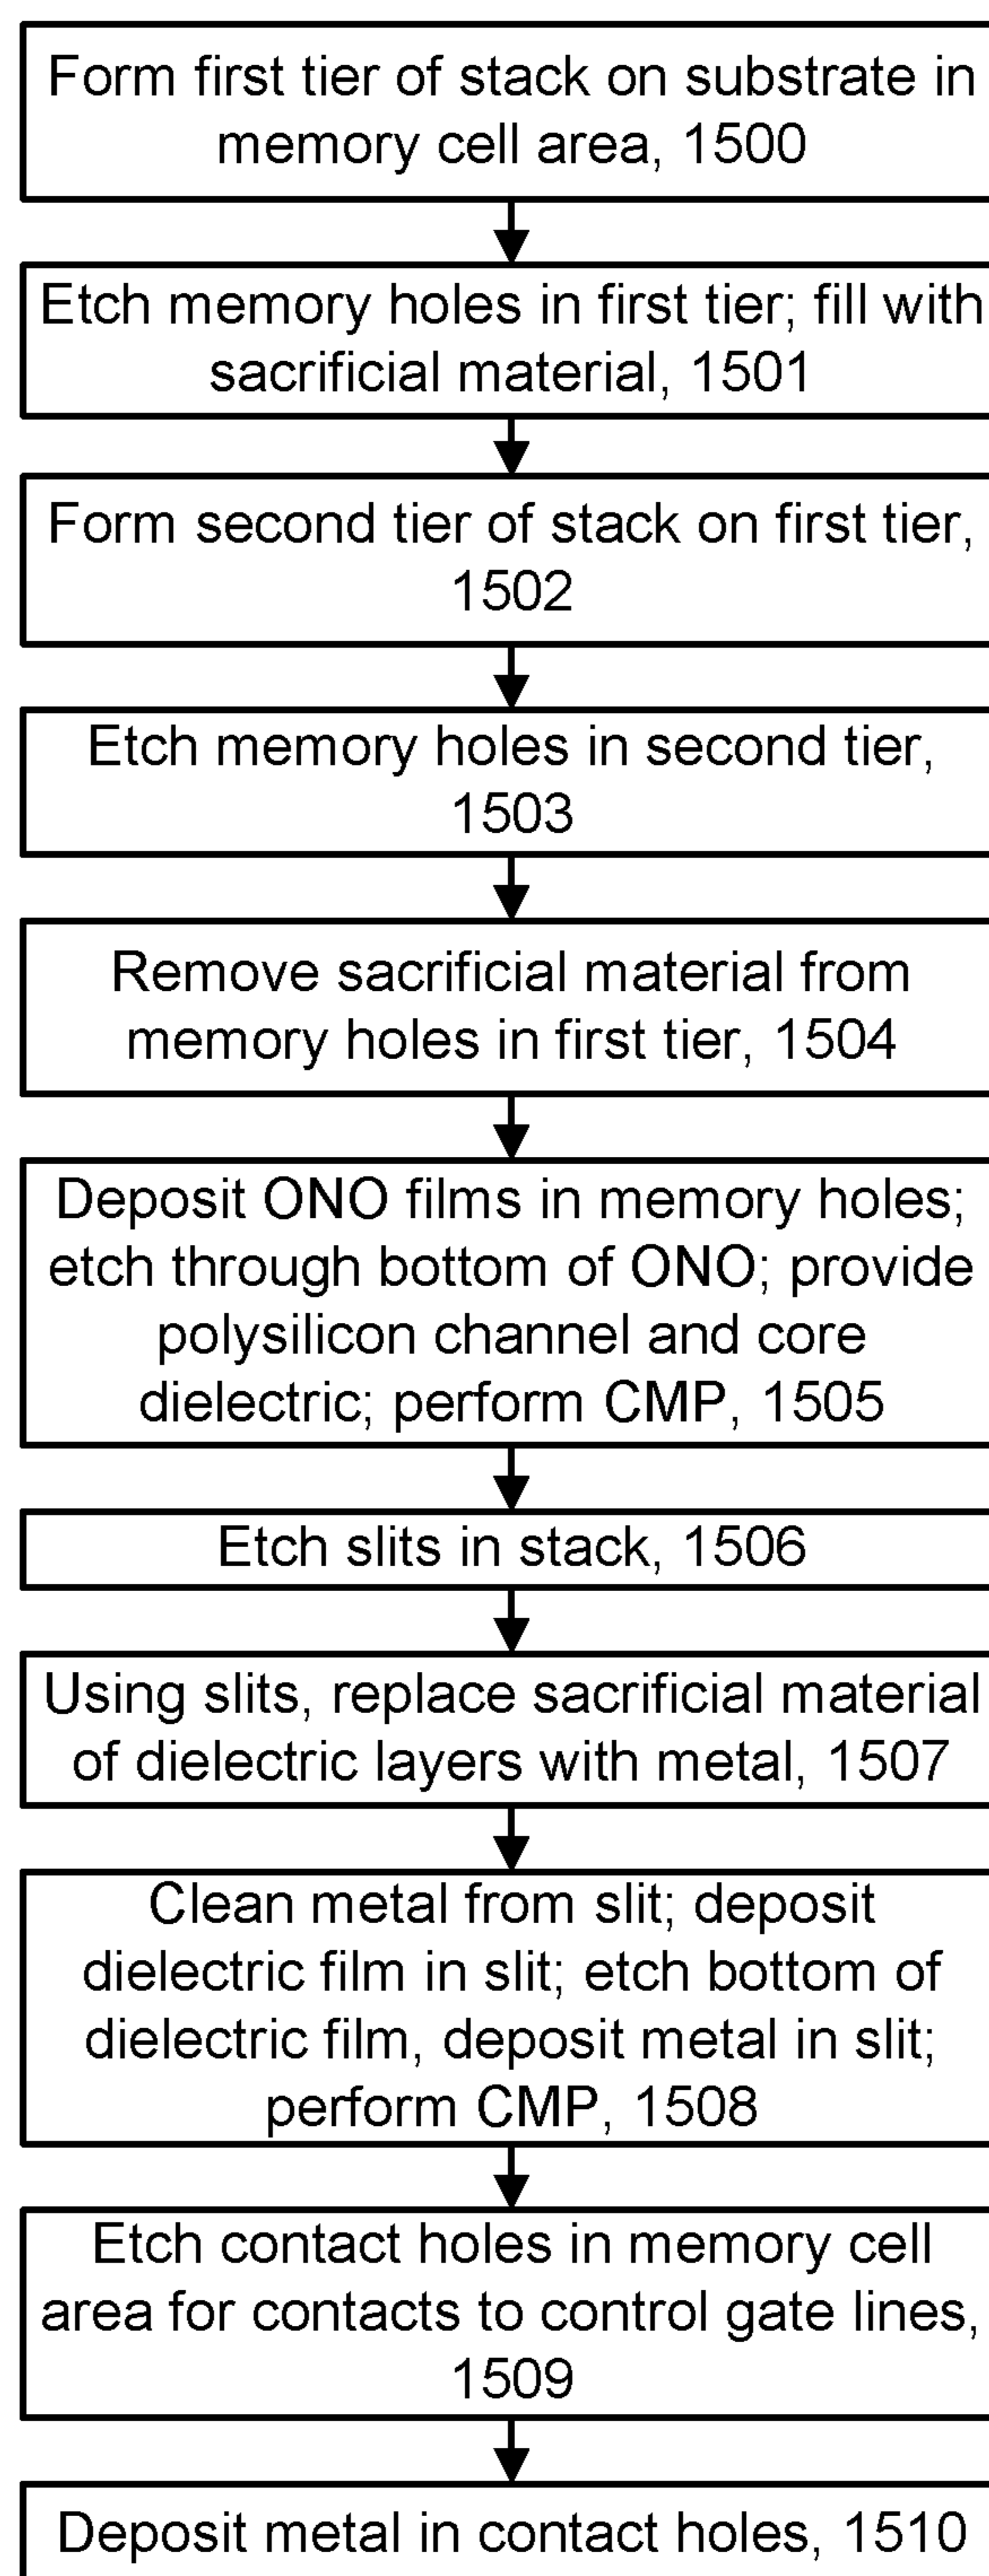 Form first tier of stack on substrate in
memory cell area, 1500
Etch memory holes in first tier; fill with
sacrificial material, 1501
Form second tier of stack on first tier,
1502
Etch memory holes in second tier,
1503
Remove sacrificial material from
memory holes in first tier, 1504
Deposit ONO films in memory holes;
etch through bottom of ONO; provide
polysilicon channel and core
dielectric; perform CMP, 1505
Etch slits in stack, 1506
Using slits, replace sacrificial material
of dielectric layers with metal, 1507
Clean metal from slit; deposit
dielectric film in slit; etch bottom of
dielectric film, deposit metal in slit;
perform CMP, 1508
Etch contact holes in memory cell
area for contacts to control gate lines,
1509
Deposit metal in contact holes, 1510